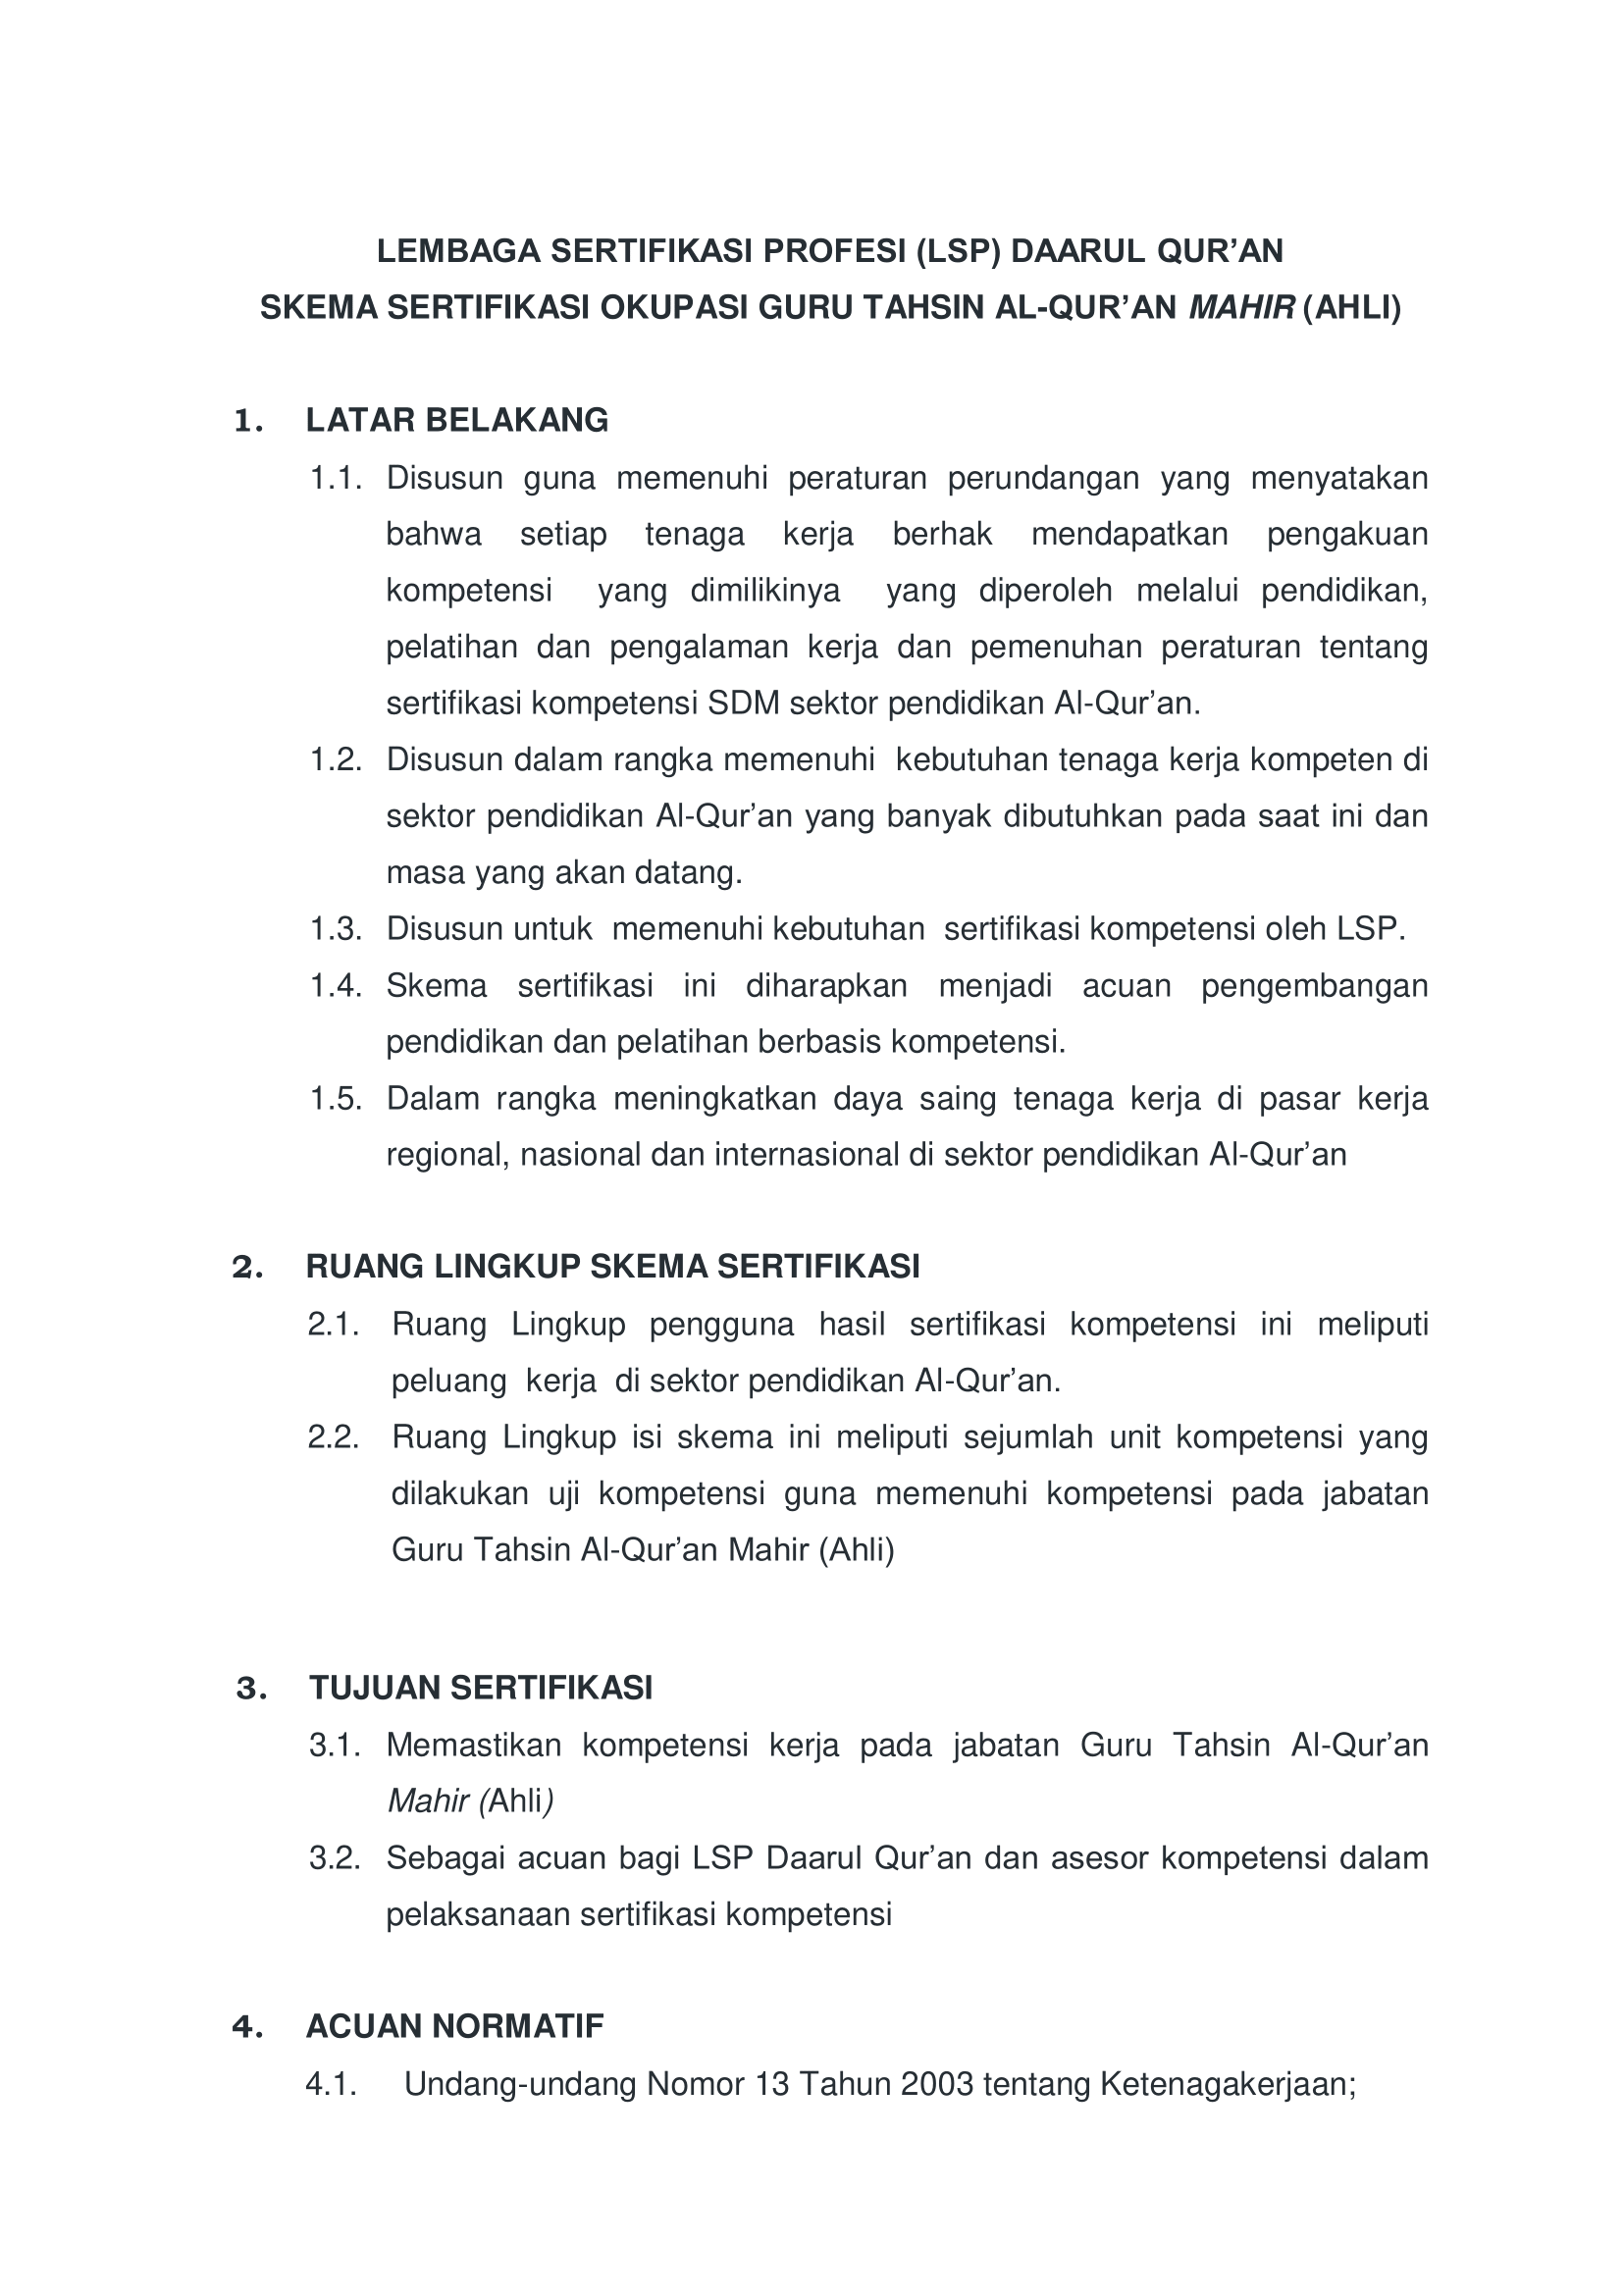 LEMBAGA SERTIFIKASI PROFESI (LSP) DAARUL QUR’AN
SKEMA SERTIFIKASI OKUPASI GURU TAHSIN AL-QUR’AN MAHIR (AHLI)
1. LATAR BELAKANG
1.1. Disusun guna memenuhi peraturan perundangan yang menyatakan
bahwa setiap tenaga kerja berhak mendapatkan pengakuan
kompetensi yang dimilikinya yang diperoleh melalui pendidikan,
pelatihan dan pengalaman kerja dan pemenuhan peraturan tentang
sertifikasi kompetensi SDM sektor pendidikan Al-Qur’an.
1.2. Disusun dalam rangka memenuhi kebutuhan tenaga kerja kompeten di
sektor pendidikan Al-Qur’an yang banyak dibutuhkan pada saat ini dan
masa yang akan datang.
1.3. Disusun untuk memenuhi kebutuhan sertifikasi kompetensi oleh LSP.
1.4. Skema sertifikasi ini diharapkan menjadi acuan pengembangan
pendidikan dan pelatihan berbasis kompetensi.
1.5. Dalam rangka meningkatkan daya saing tenaga kerja di pasar kerja
regional, nasional dan internasional di sektor pendidikan Al-Qur’an
2. RUANG LINGKUP SKEMA SERTIFIKASI
2.1. Ruang Lingkup pengguna hasil sertifikasi kompetensi ini meliputi
peluang kerja di sektor pendidikan Al-Qur’an.
2.2. Ruang Lingkup isi skema ini meliputi sejumlah unit kompetensi yang
dilakukan uji kompetensi guna memenuhi kompetensi pada jabatan
Guru Tahsin Al-Qur’an Mahir (Ahli)
3. TUJUAN SERTIFIKASI
3.1. Memastikan kompetensi kerja pada jabatan Guru Tahsin Al-Qur’an
Mahir (Ahli)
3.2. Sebagai acuan bagi LSP Daarul Qur’an dan asesor kompetensi dalam
pelaksanaan sertifikasi kompetensi
4. ACUAN NORMATIF
4.1. Undang-undang Nomor 13 Tahun 2003 tentang Ketenagakerjaan;